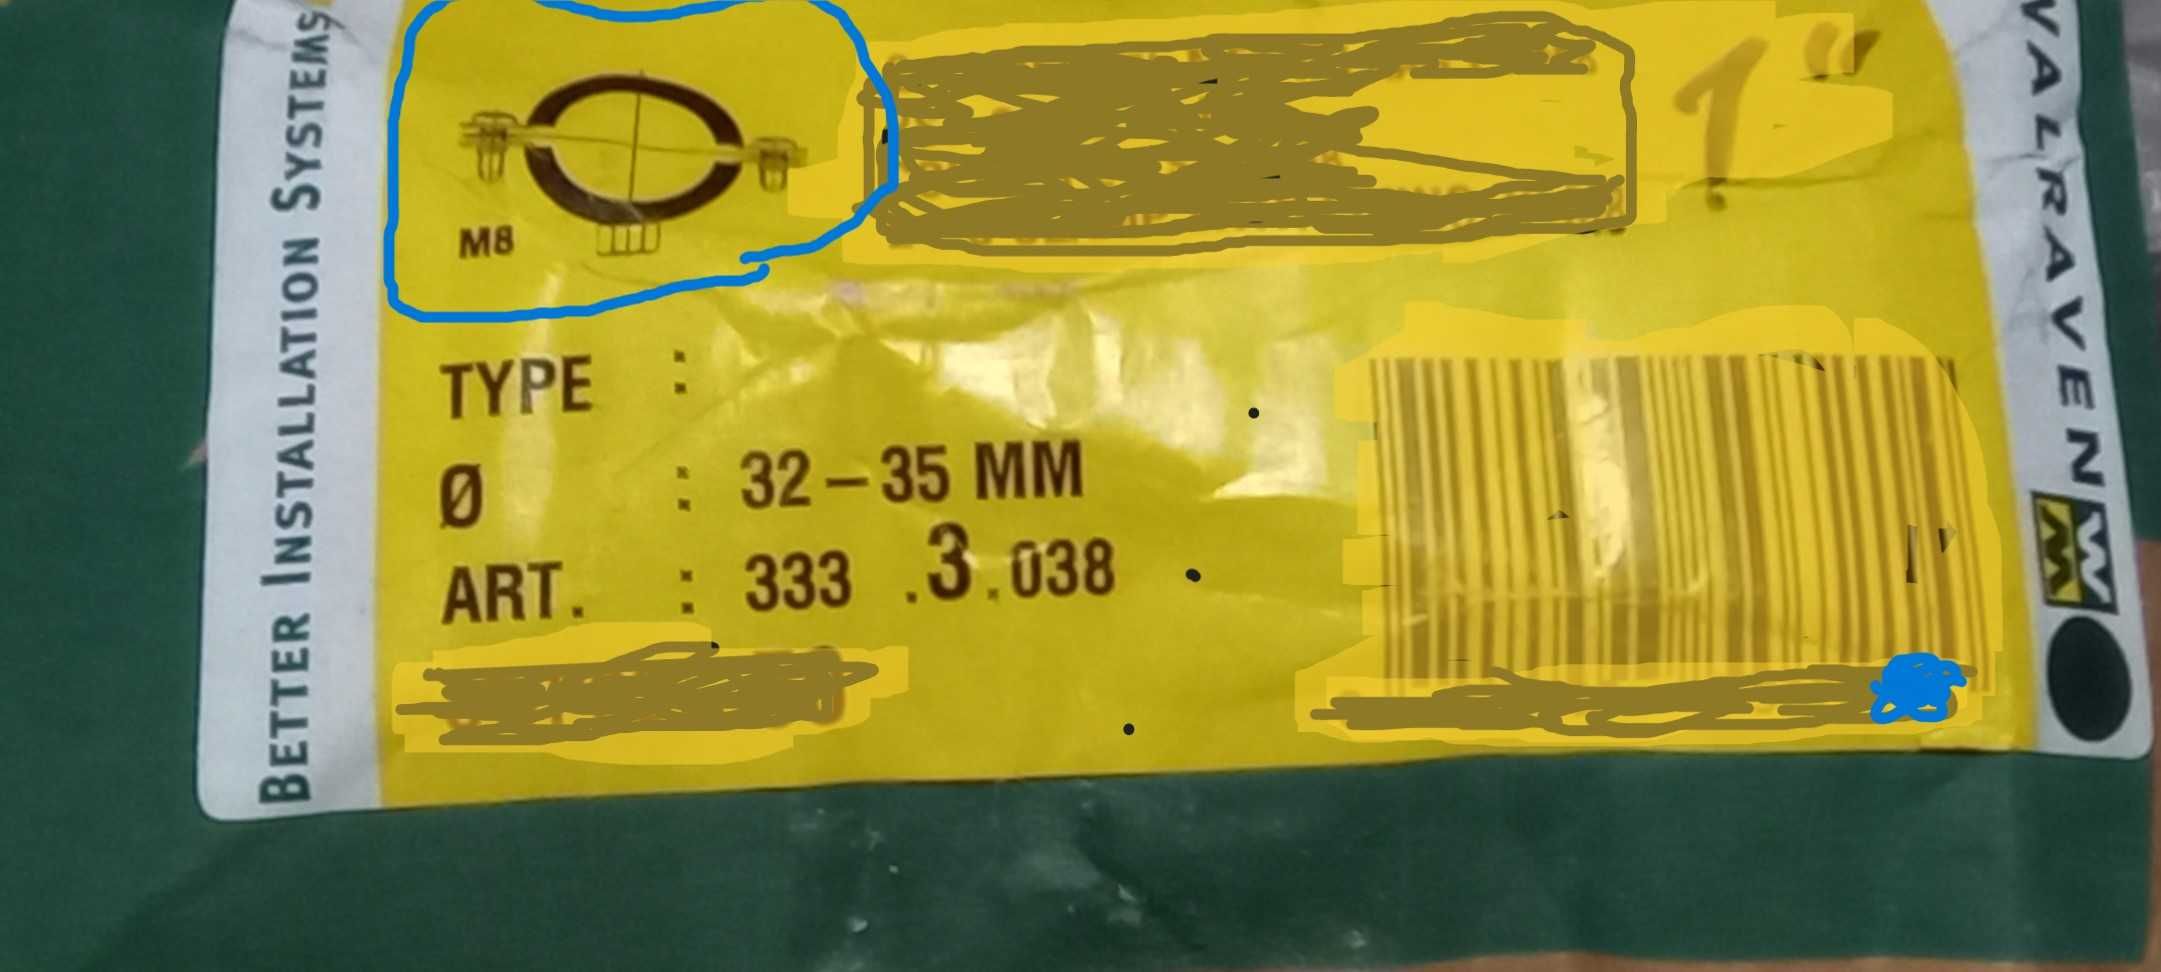 BETTER INSTALLATION SYSTEMS
M8
1"
TYPE :
Ø : 32–35 MM
ART. : 333 .3.038
WALRAVEN